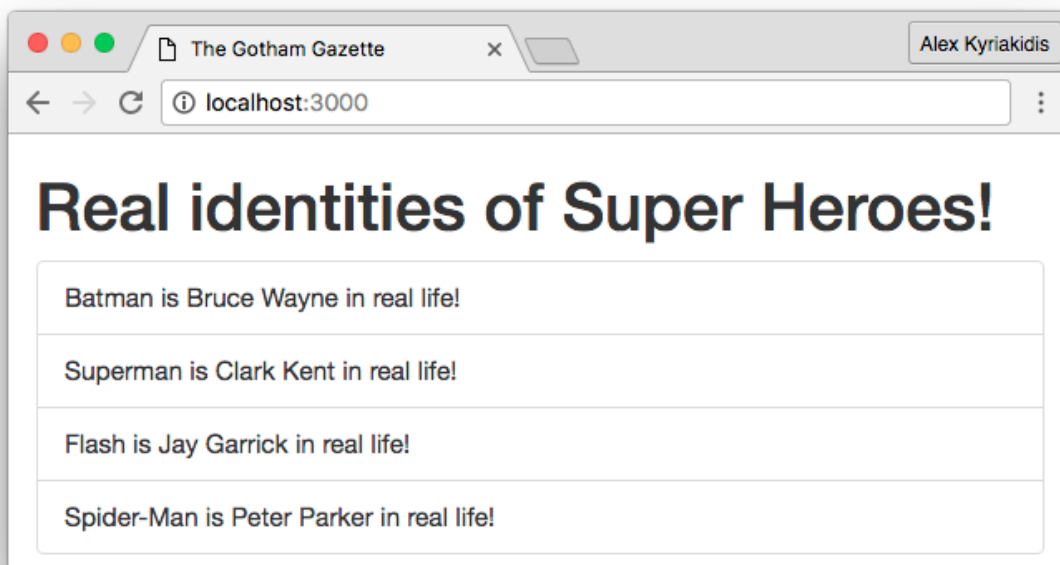 The Gotham Gazette
Alex Kyriakidis
localhost:3000
Real identities of Super Heroes!
Batman is Bruce Wayne in real life!
Superman is Clark Kent in real life!
Flash is Jay Garrick in real life!
Spider-Man is Peter Parker in real life!